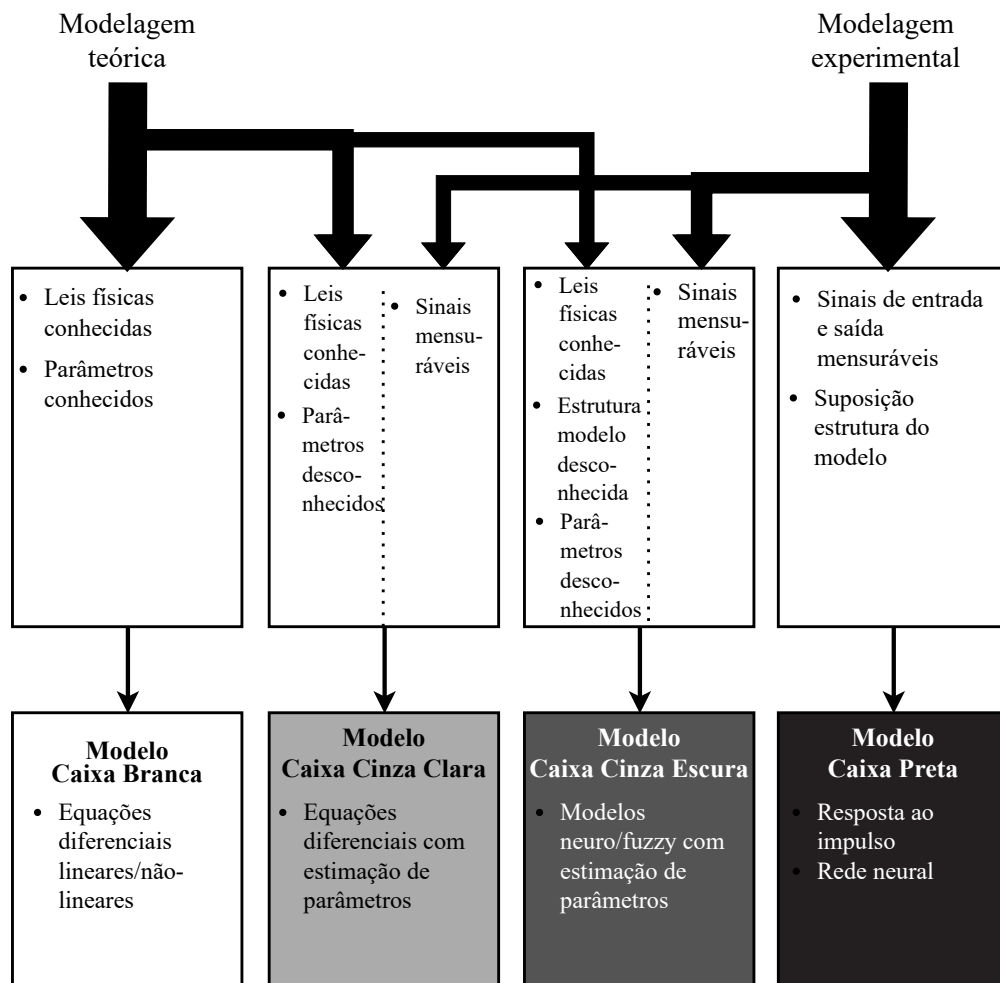 Modelagem
teórica
Modelagem
experimental
• Leis físicas
conhecidas
• Parâmetros
conhecidos
• Leis
físicas
conhe-
cidas
• Parâ-
metros
desco-
nhecidos
• Sinais
mensu-
ráveis
• Leis
físicas
conhe-
cidas
• Estrutura
modelo
desco-
nhecida
• Parâ-
metros
desco-
nhecidos
• Sinais
mensu-
ráveis
• Sinais de entrada
e saída
mensuráveis
• Suposição
estrutura do
modelo
Modelo
Caixa Branca
• Equações
diferenciais
lineares/não-
lineares
Modelo
Caixa Cinza Clara
• Equações
diferenciais com
estimação de
parâmetros
Modelo
Caixa Cinza Escura
• Modelos
neuro/fuzzy com
estimação de
parâmetros
Modelo
Caixa Preta
• Resposta ao
impulso
• Rede neural